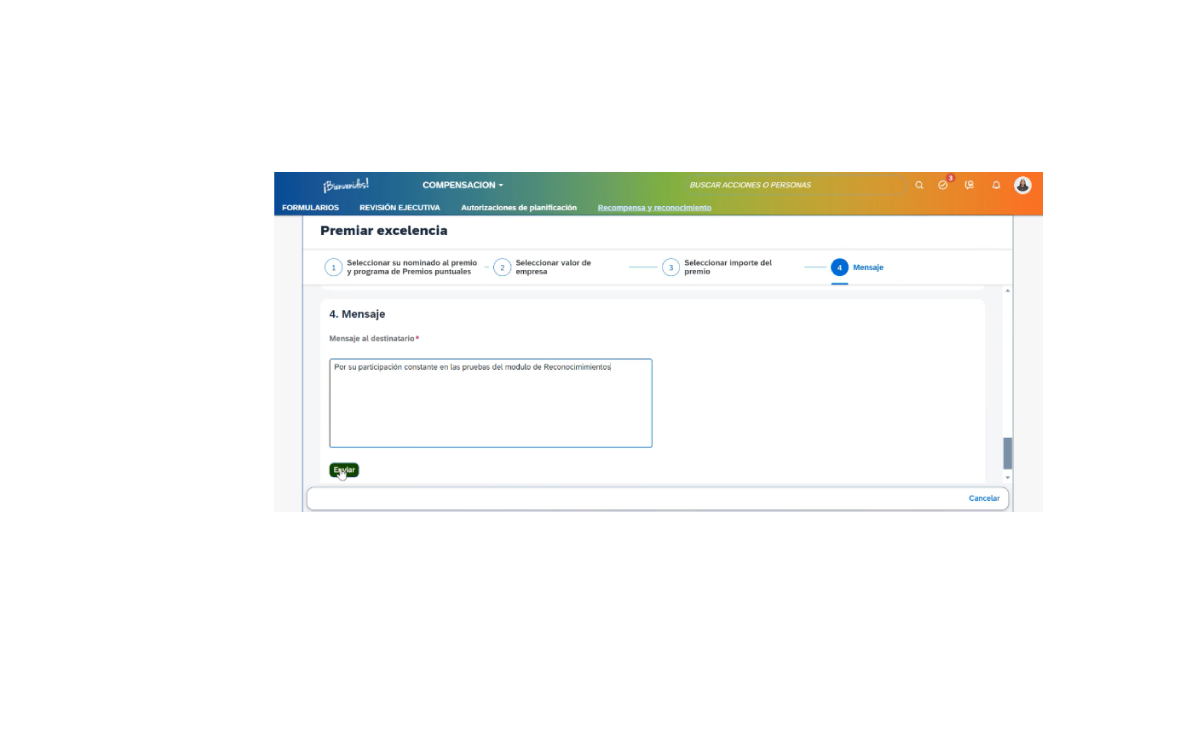 ¡Bienvenidos!
COMPENSACION
BUSCAR ACCIONES O PERSONAS
3
FORMULARIOS
REVISIÓN EJECUTIVA
Autorizaciones de planificación
Recompensa y reconocimiento
Premiar excelencia
1
Seleccionar su nominado al premio
y programa de Premios puntuales
2
Seleccionar valor de
empresa
3
Seleccionar importe del
premio
4
Mensaje
4. Mensaje
Mensaje al destinatario*
Por su participación constante en las pruebas del modulo de Reconocimimientos
Enviar
Cancelar